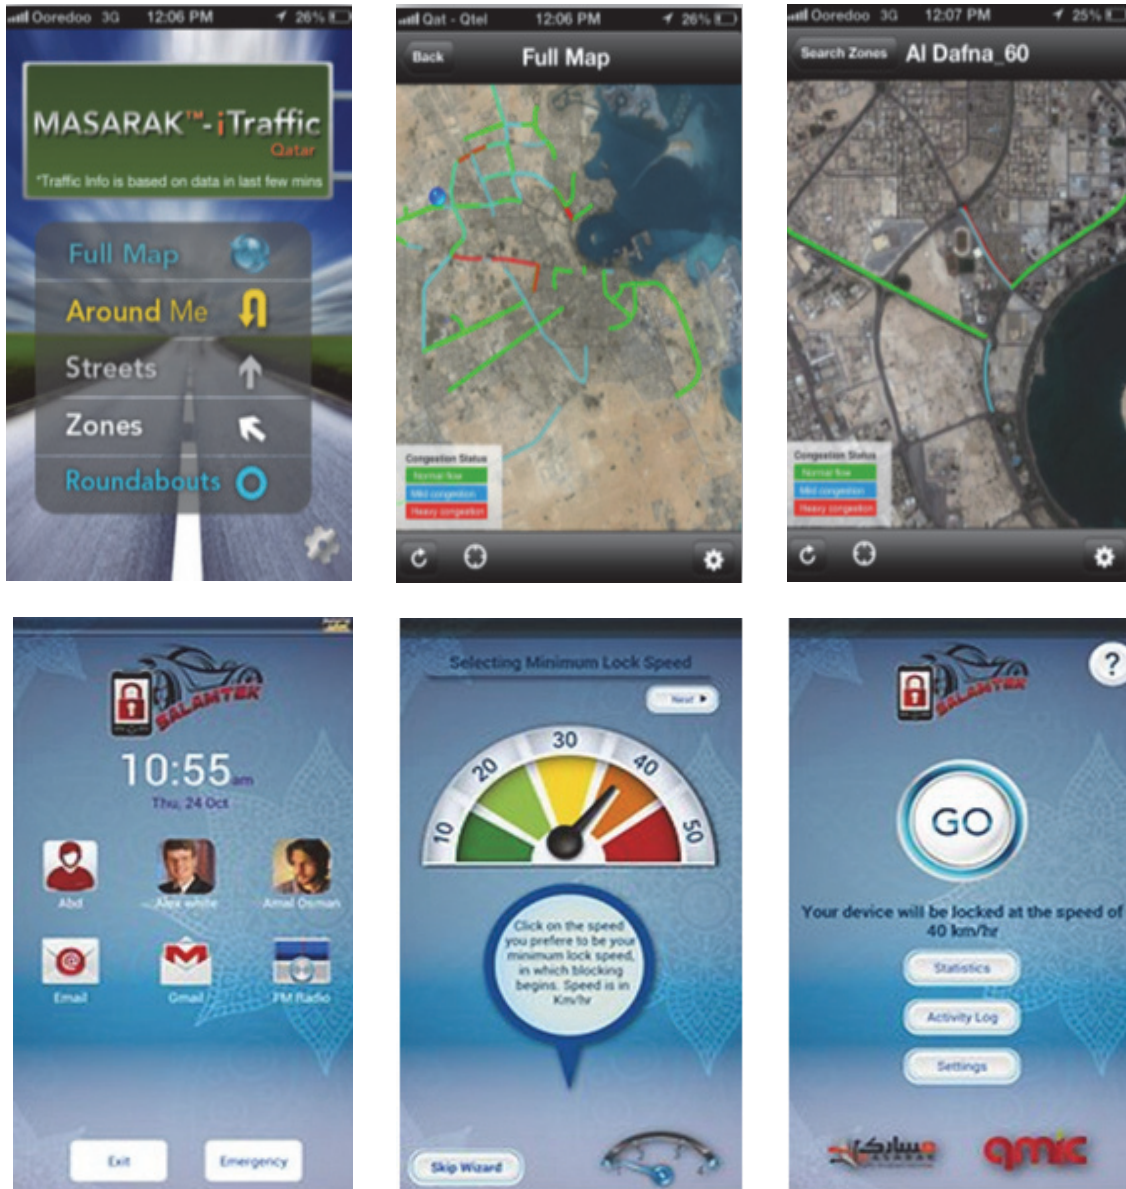 Ooredoo 3G 12:06 PM 26%
MASARAK™-iTraffic
Qatar
*Traffic Info is based on data in last few mins
Full Map
Around Me
Streets
Zones
Roundabouts
Qat - Qtel 12:06 PM 26%
Back Full Map
Congestion Status
Normal flow
Mild congestion
Heavy congestion
Ooredoo 3G 12:07 PM 25%
Search Zones Al Dafna_60
Congestion Status
Normal flow
Mild congestion
Heavy congestion
SALAMTEK
10:55 am
Thu, 24 Oct
Abd Alex white Amal Osman
Email Gmail FM Radio
Exit Emergency
Selecting Minimum Lock Speed
Next
10 20 30 40 50
Click on the speed
you prefere to be your
minimum lock speed,
in which blocking
begins. Speed is in
Km/hr
Skip Wizard
?
SALAMTEK
GO
Your device will be locked at the speed of
40 km/hr
Statistics
Activity Log
Settings
مساركي
MASARAK
qmic